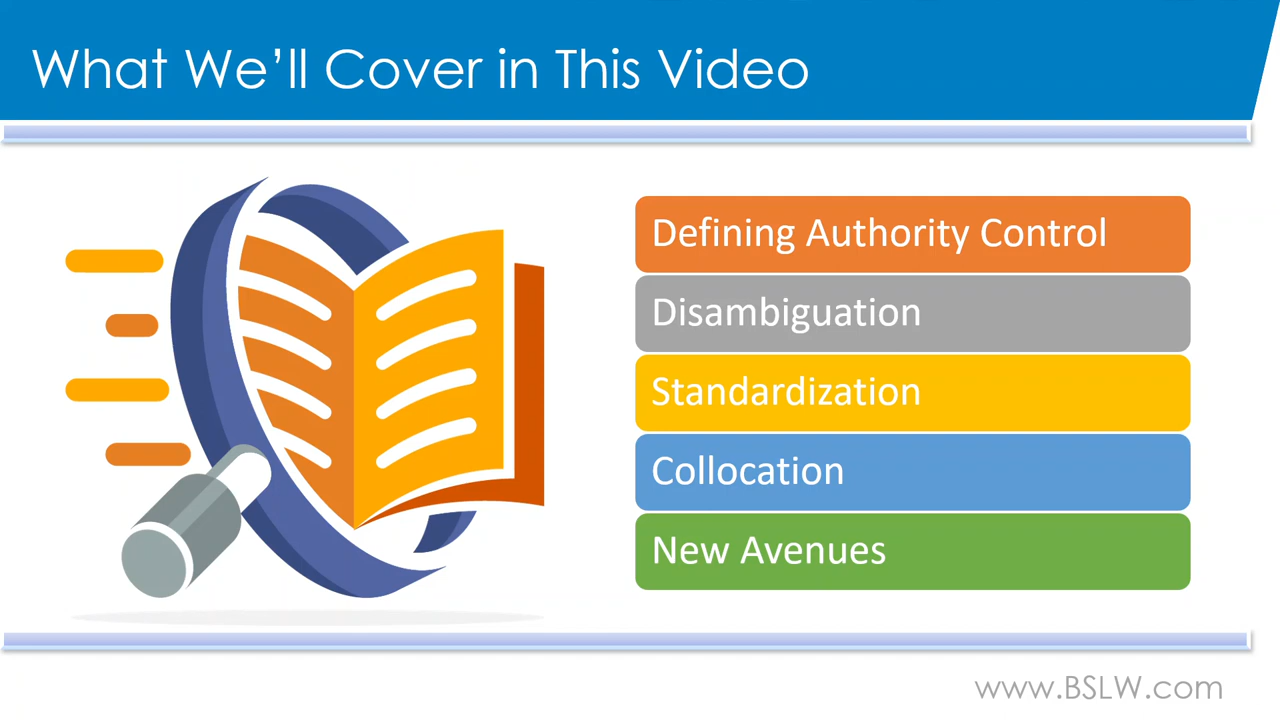 What We’ll Cover in This Video
Defining Authority Control
Disambiguation
Standardization
Collocation
New Avenues
www.BSLW.com